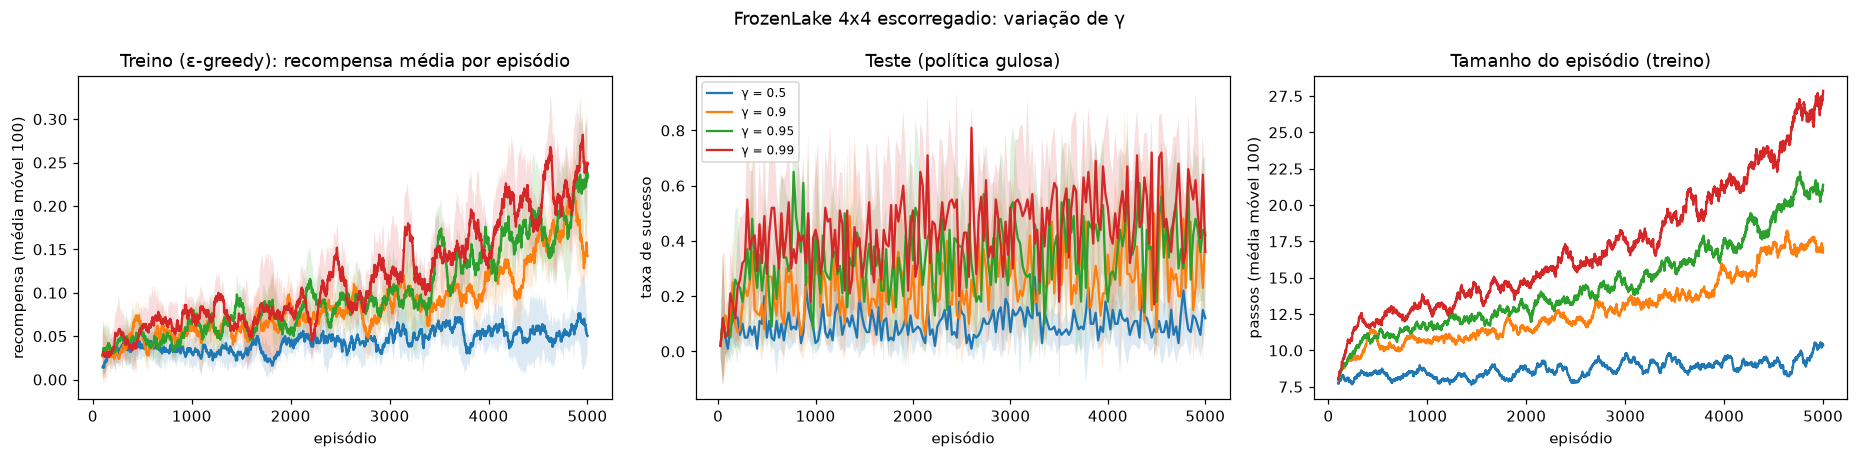 FrozenLake 4x4 escorregadio: variação de γ
Treino (ε-greedy): recompensa média por episódio
recompensa (média móvel 100)
0.30
0.25
0.20
0.15
0.10
0.05
0.00
0
1000
2000
3000
4000
5000
episódio
Teste (política gulosa)
γ = 0.5
γ = 0.9
γ = 0.95
γ = 0.99
taxa de sucesso
0.8
0.6
0.4
0.2
0.0
0
1000
2000
3000
4000
5000
episódio
Tamanho do episódio (treino)
passos (média móvel 100)
27.5
25.0
22.5
20.0
17.5
15.0
12.5
10.0
7.5
0
1000
2000
3000
4000
5000
episódio